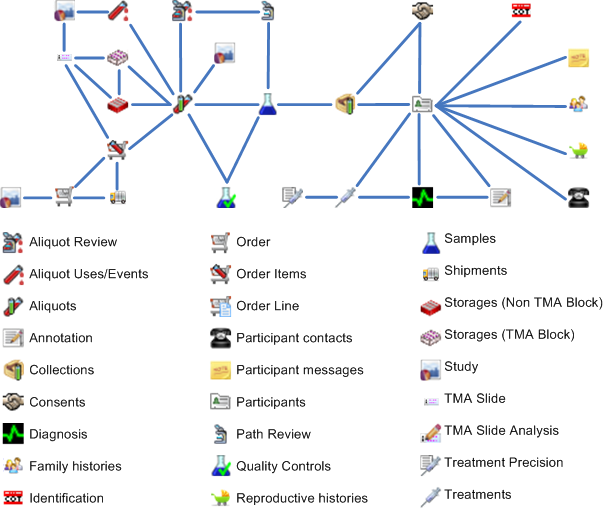 Aliquot Review
Aliquot Uses/Events
Aliquots
Annotation
Collections
Consents
Diagnosis
Family histories
Identification
Order
Order Items
Order Line
Participant contacts
Participant messages
Participants
Path Review
Quality Controls
Reproductive histories
Samples
Shipments
Storages (Non TMA Block)
Storages (TMA Block)
Study
TMA Slide
TMA Slide Analysis
Treatment Precision
Treatments